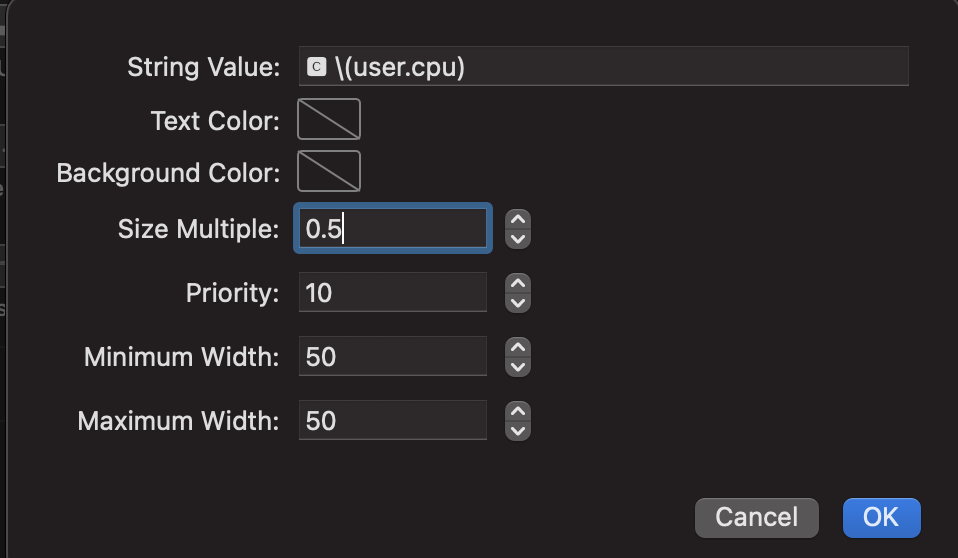 String Value: C \(user.cpu)
Text Color:
Background Color:
Size Multiple: 0.5
Priority: 10
Minimum Width: 50
Maximum Width: 50
Cancel OK